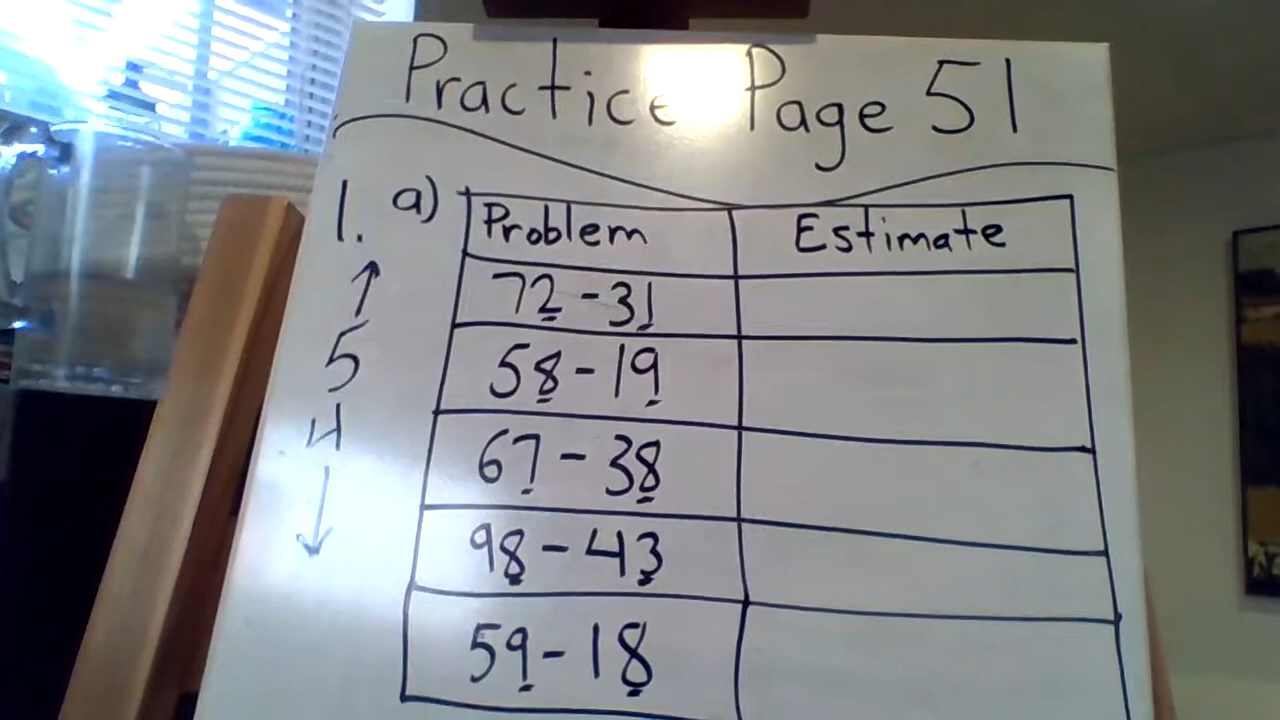 Practice Page 51
1. a)
Problem Estimate
72 - 31
↑
5
58 - 19
4
67 - 38
↓
98 - 43
59 - 18